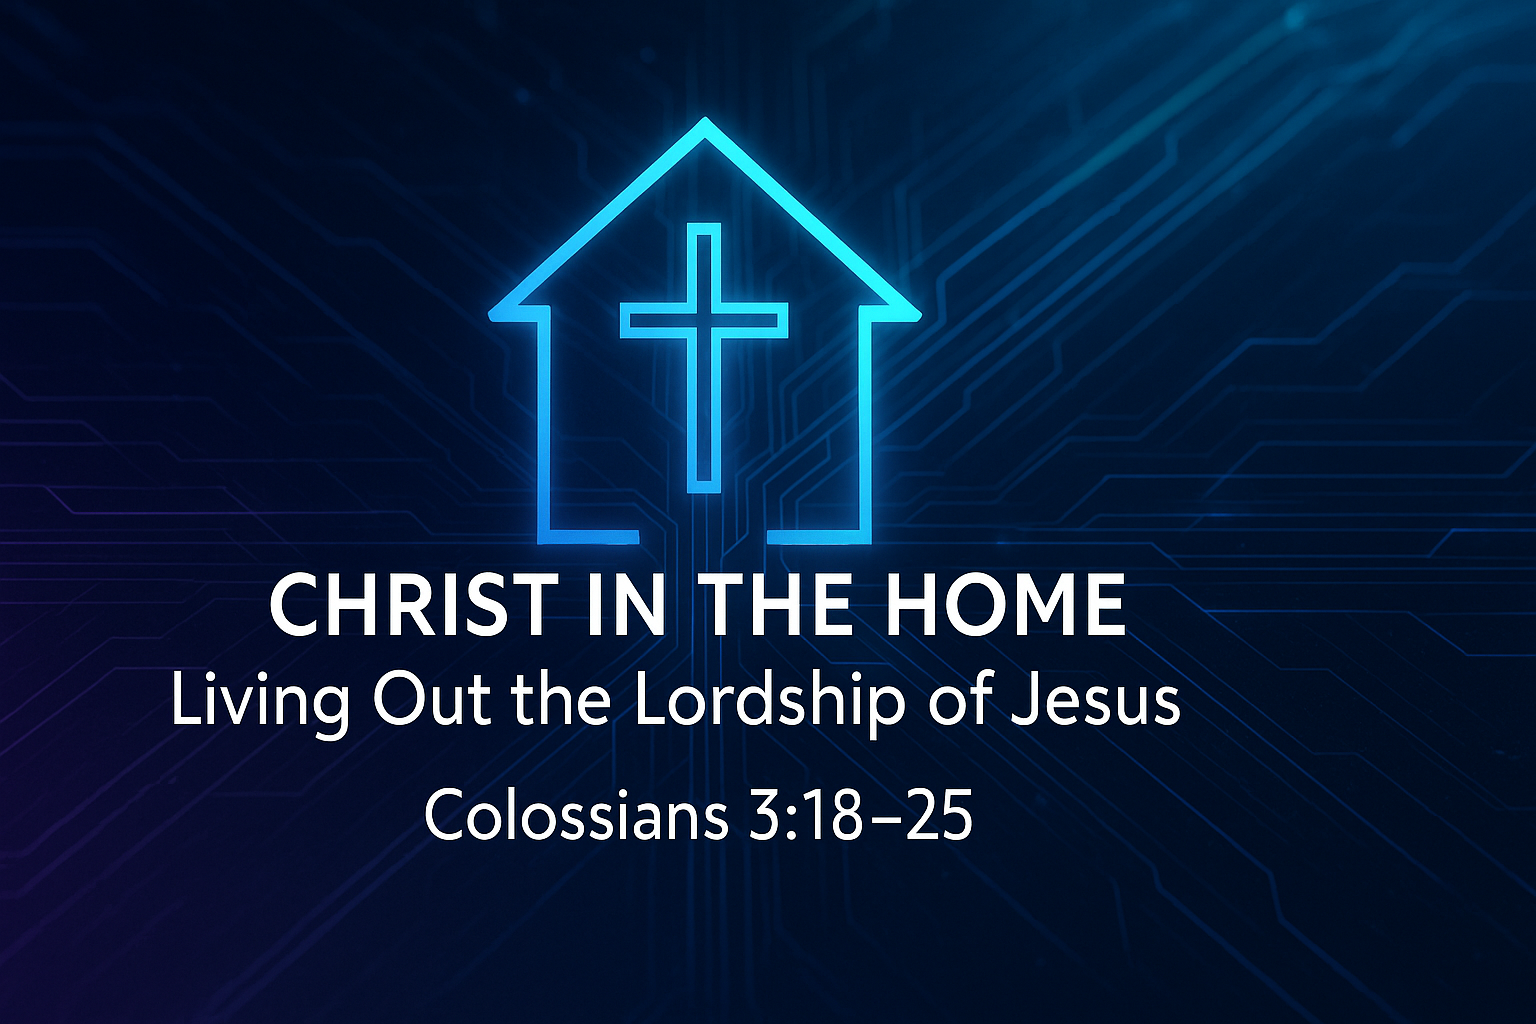 CHRIST IN THE HOME
Living Out the Lordship of Jesus
Colossians 3:18–25